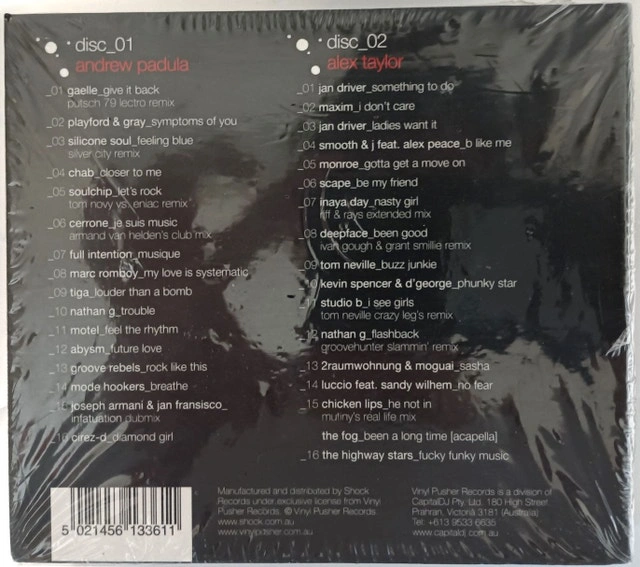 disc_01
andrew padula
_01 gaelle_give it back
putsch 79 lectro remix
_02 playford & gray_symptoms of you
_03 silicone soul_feeling blue
silver city remix
_04 chab_closer to me
_05 soulchip_let's rock
tom novy vs. eniac remix
_06 cerrone_je suis music
armand van helden's club mix
_07 full intention_musique
_08 marc romboy_my love is systematic
_09 tiga_louder than a bomb
_10 nathan g_trouble
_11 motel_feel the rhythm
_12 abysm_future love
_13 groove rebels_rock like this
_14 mode hookers_breathe
_15 joseph armani & jan fransisco_
infatuation dubmix
_16 cirez-d_diamond girl
disc_02
alex taylor
_01 jan driver_something to do
_02 maxim_i don't care
_03 jan driver_ladies want it
_04 smooth & j feat. alex peace_b like me
_05 monroe_gotta get a move on
_06 scape_be my friend
_07 inaya day_nasty girl
riff & rays extended mix
_08 deepface_been good
ivan gough & grant smillie remix
_09 tom neville_buzz junkie
_10 kevin spencer & d'george_phunky star
_11 studio b_i see girls
tom neville crazy leg's remix
_12 nathan g_flashback
groovehunter slammin' remix
_13 2raumwohnung & moguai_sasha
_14 luccio feat. sandy wilhem_no fear
_15 chicken lips_he not in
mutiny's real life mix
the fog_been a long time [acapella]
_16 the highway stars_fucky funky music
5 021456 133611
Manufactured and distributed by Shock
Records under exclusive license from Vinyl
Pusher Records. © Vinyl Pusher Records.
www.shock.com.au
www.vinylpusher.com.au
Vinyl Pusher Records is a division of
CapitalDJ Pty. Ltd. 180 High Street
Prahran, Victoria 3181 (Australia)
Tel: +613 9533 6635
www.capitaldj.com.au